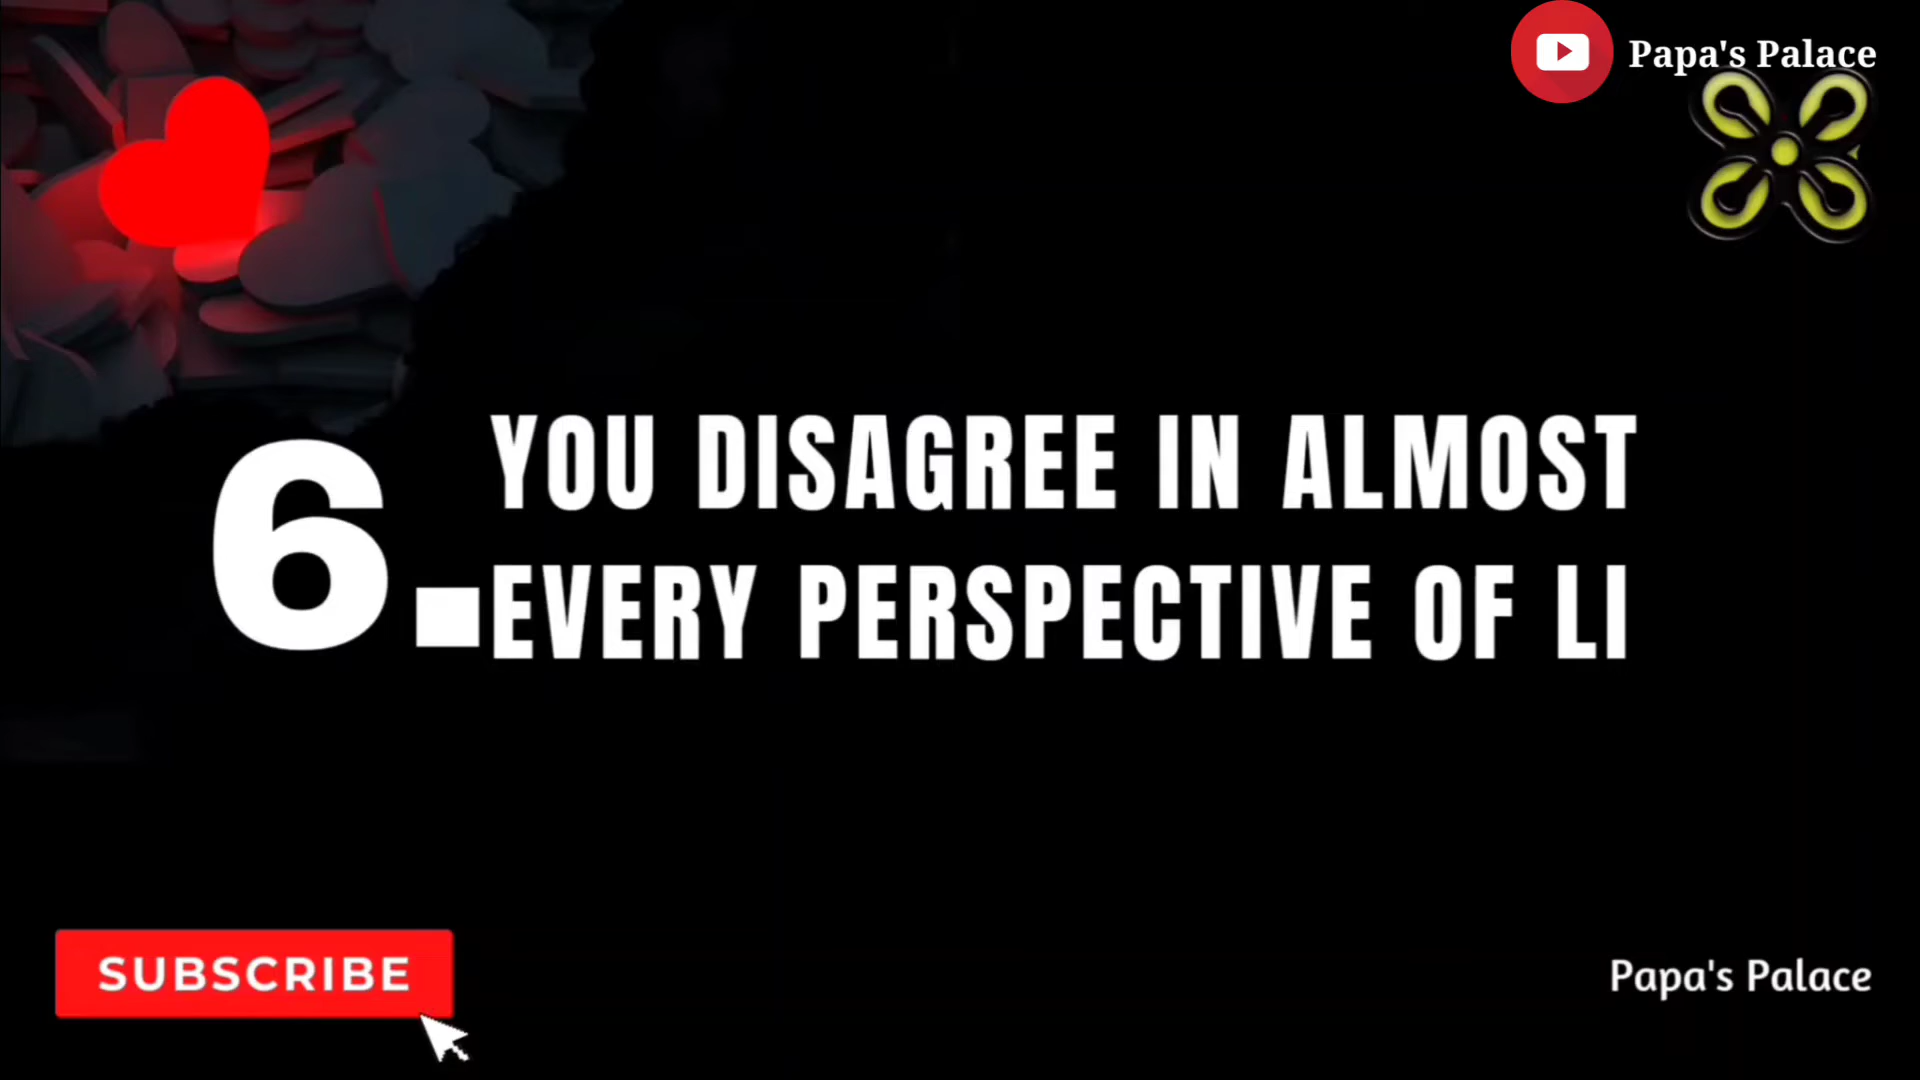 Papa's Palace
6.
YOU DISAGREE IN ALMOST
EVERY PERSPECTIVE OF LI
SUBSCRIBE
Papa's Palace